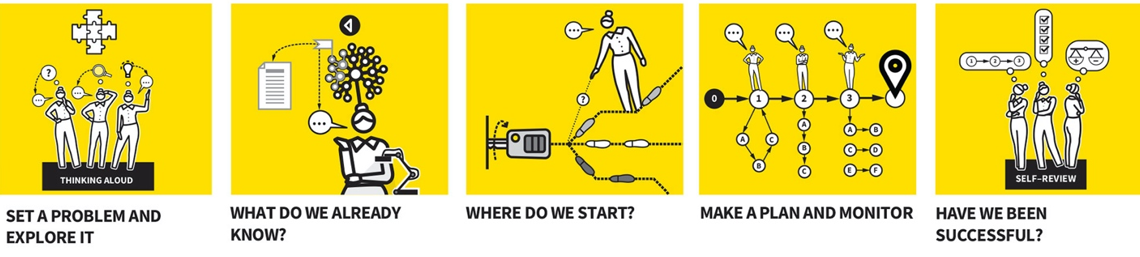 ?
THINKING ALOUD
SET A PROBLEM AND
EXPLORE IT
WHAT DO WE ALREADY
KNOW?
?
WHERE DO WE START?
0 1 2 3
A C
B
A
B
C
A B
C D
E F
MAKE A PLAN AND MONITOR
1 2 3
SELF-REVIEW
HAVE WE BEEN
SUCCESSFUL?